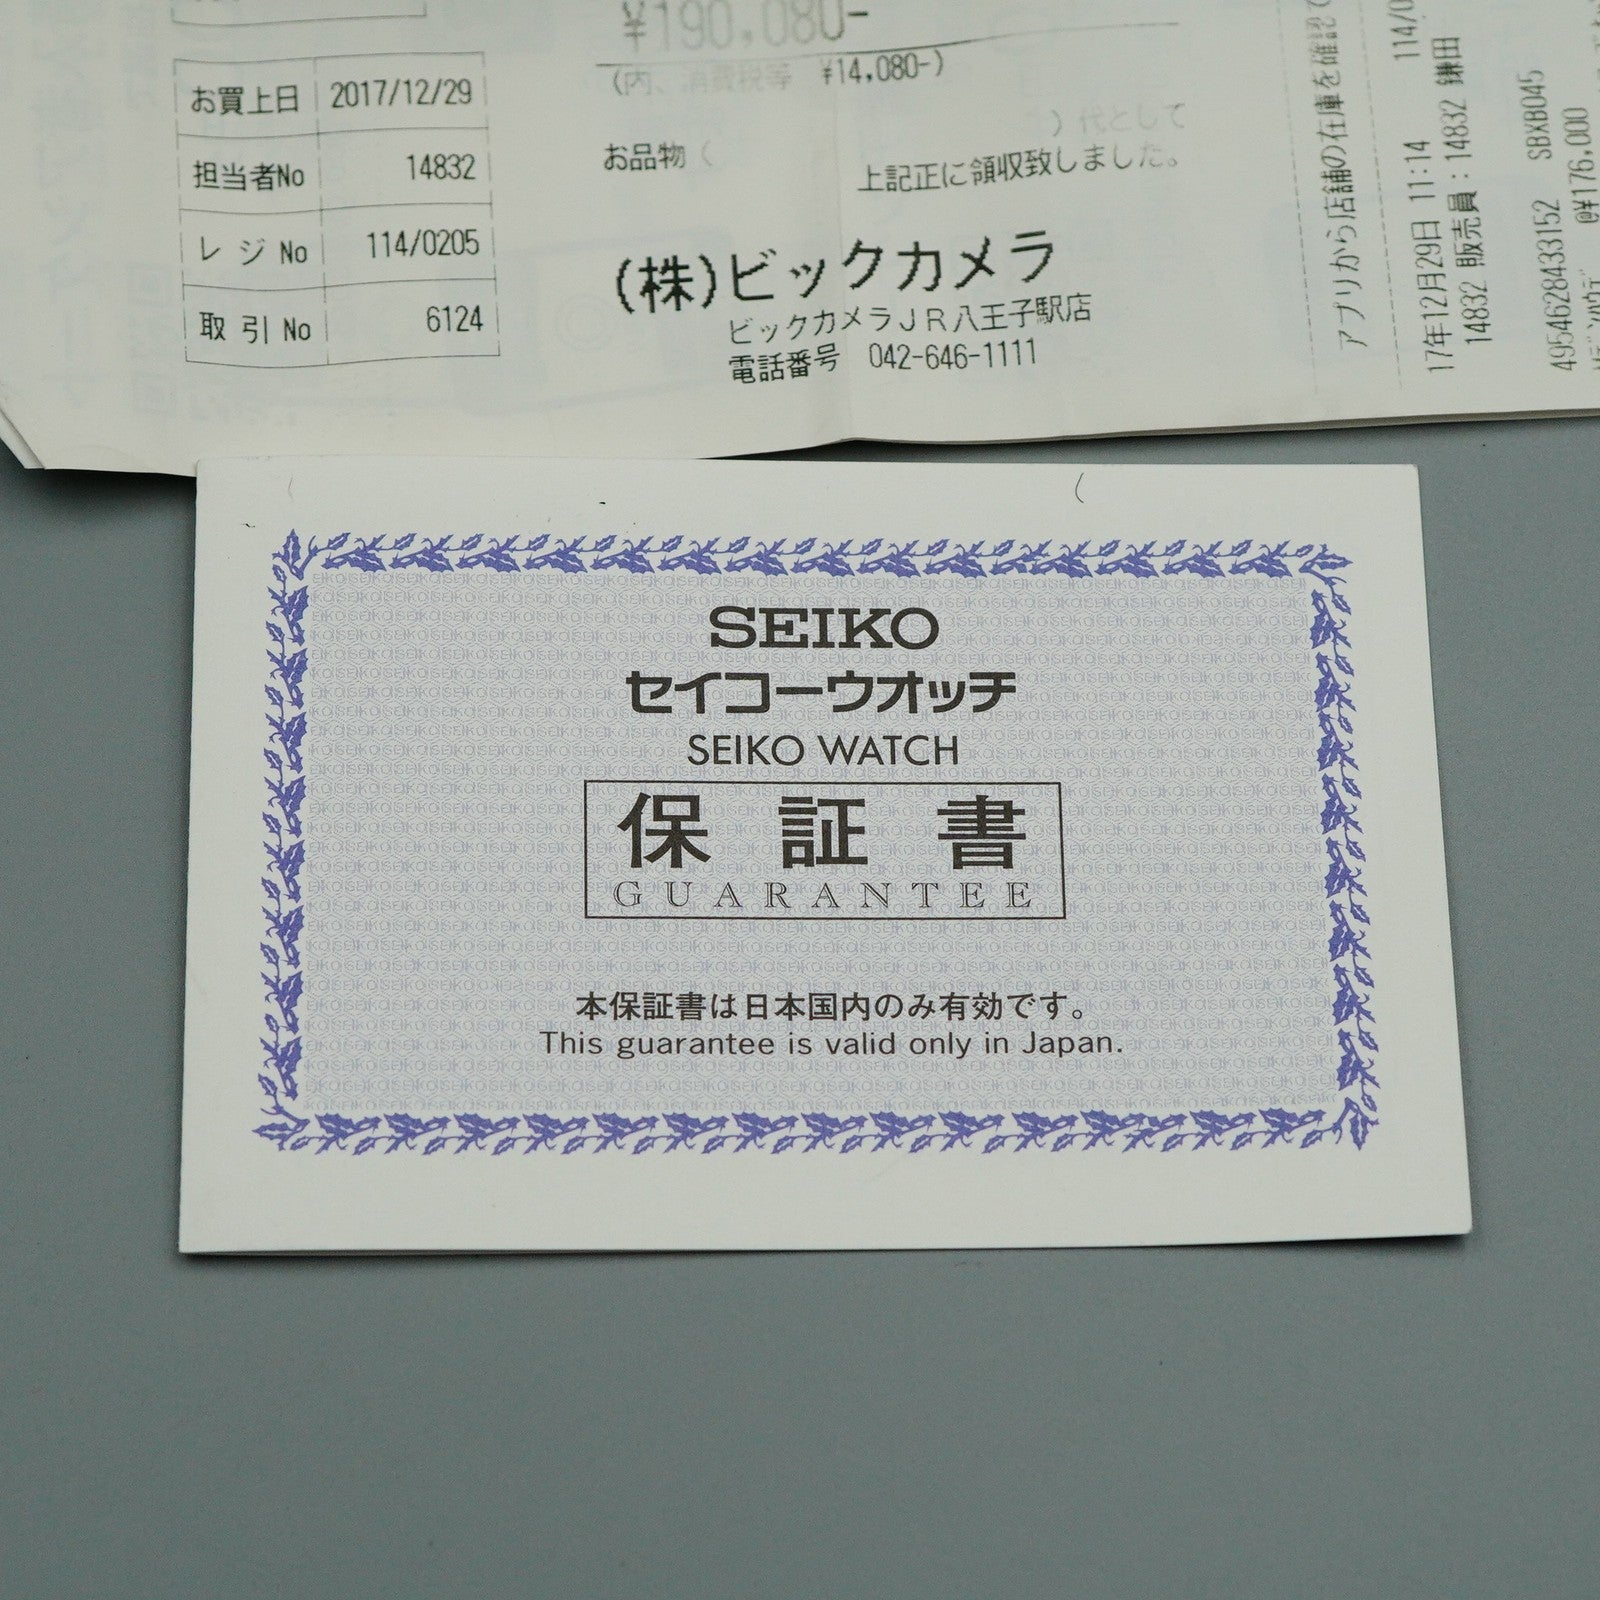 ¥190,080-
(内、消費税等 ¥14,080-)
お買上日 2017/12/29
担当者No 14832
レジNo 114/0205
取引No 6124
お品物 (
) 代として
上記正に領収致しました。
(株)ビックカメラ
ビックカメラJR八王子駅店
電話番号 042-646-1111
アプリから店舗の在庫を確認
17年12月29日 11:14 114/0
14832 販売員:14832 鎌田
4954628433152 SBXB045
@¥176,000
SEIKO
セイコーウオッチ
SEIKO WATCH
保証書
GUARANTEE
本保証書は日本国内のみ有効です。
This guarantee is valid only in Japan.